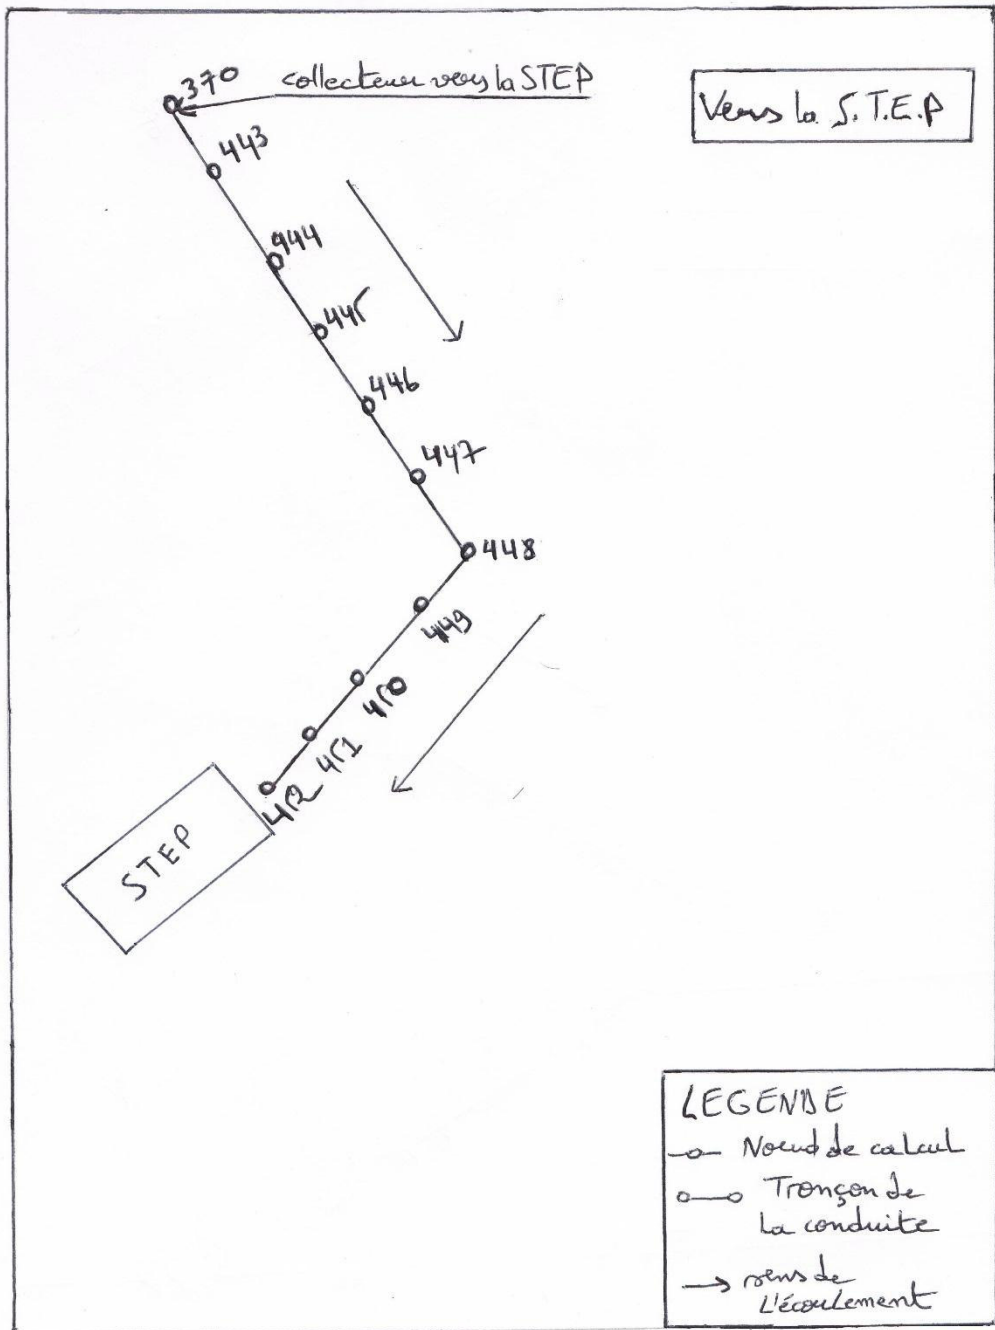 370
collecteur vers la STEP
Vers la S.T.E.P
443
444
445
446
447
448
449
450
451
452
STEP
LEGENDE
Noeud de calcul
Tronçon de
La conduite
sens de
L'écoulement